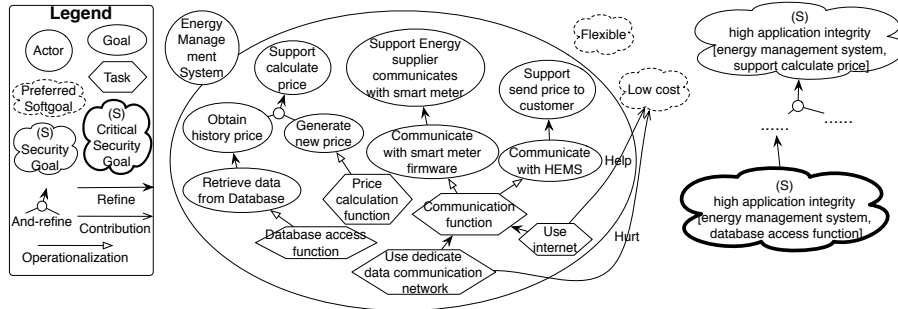 Legend
Actor
Goal
Preferred
Softgoal
Task
(S)
Security
Goal
(S)
Critical
Security
Goal
And-refine
Refine
Contribution
Operationalization
Energy
Manage
ment
System
Support
calculate
price
Support Energy
supplier
communicates
with smart meter
Support
send price to
customer
Flexible
Low cost
Obtain
history price
Generate
new price
Communicate
with smart meter
firmware
Communicate
with HEMS
Help
Retrieve data
from Database
Price
calculation
function
Communication
function
Database access
function
Use
internet
Hurt
Use dedicate
data communication
network
(S)
high application integrity
[energy management system,
support calculate price]
......
......
(S)
high application integrity
[energy management system,
database access function]